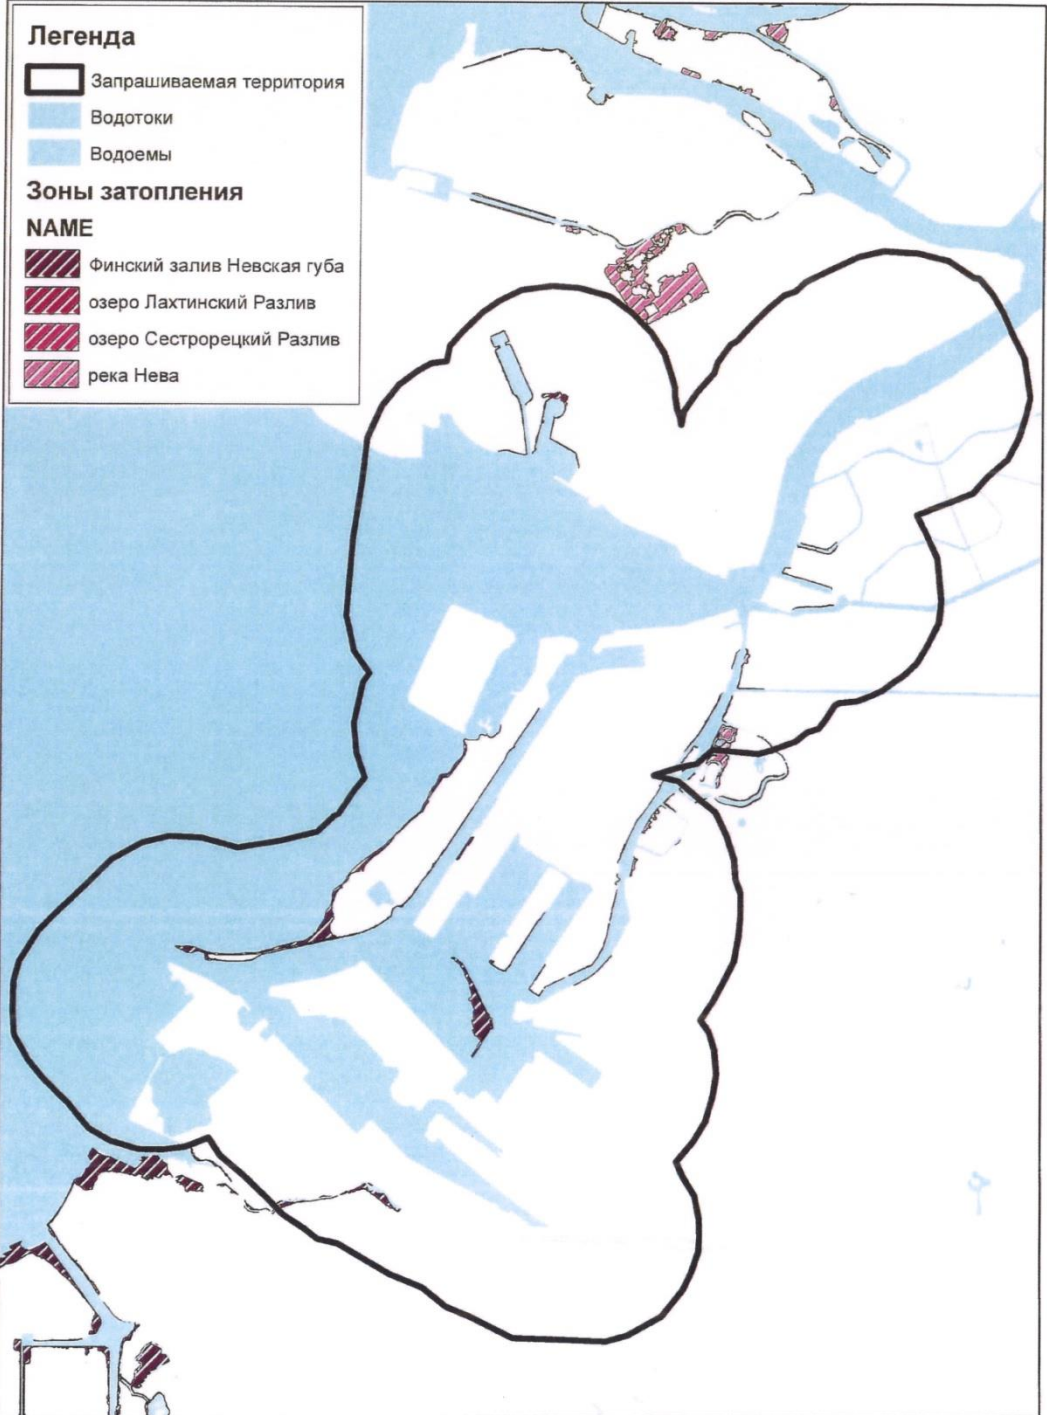 Легенда
Запрашиваемая территория
Водотоки
Водоемы
Зоны затопления
NAME
Финский залив Невская губа
озеро Лахтинский Разлив
озеро Сестрорецкий Разлив
река Нева